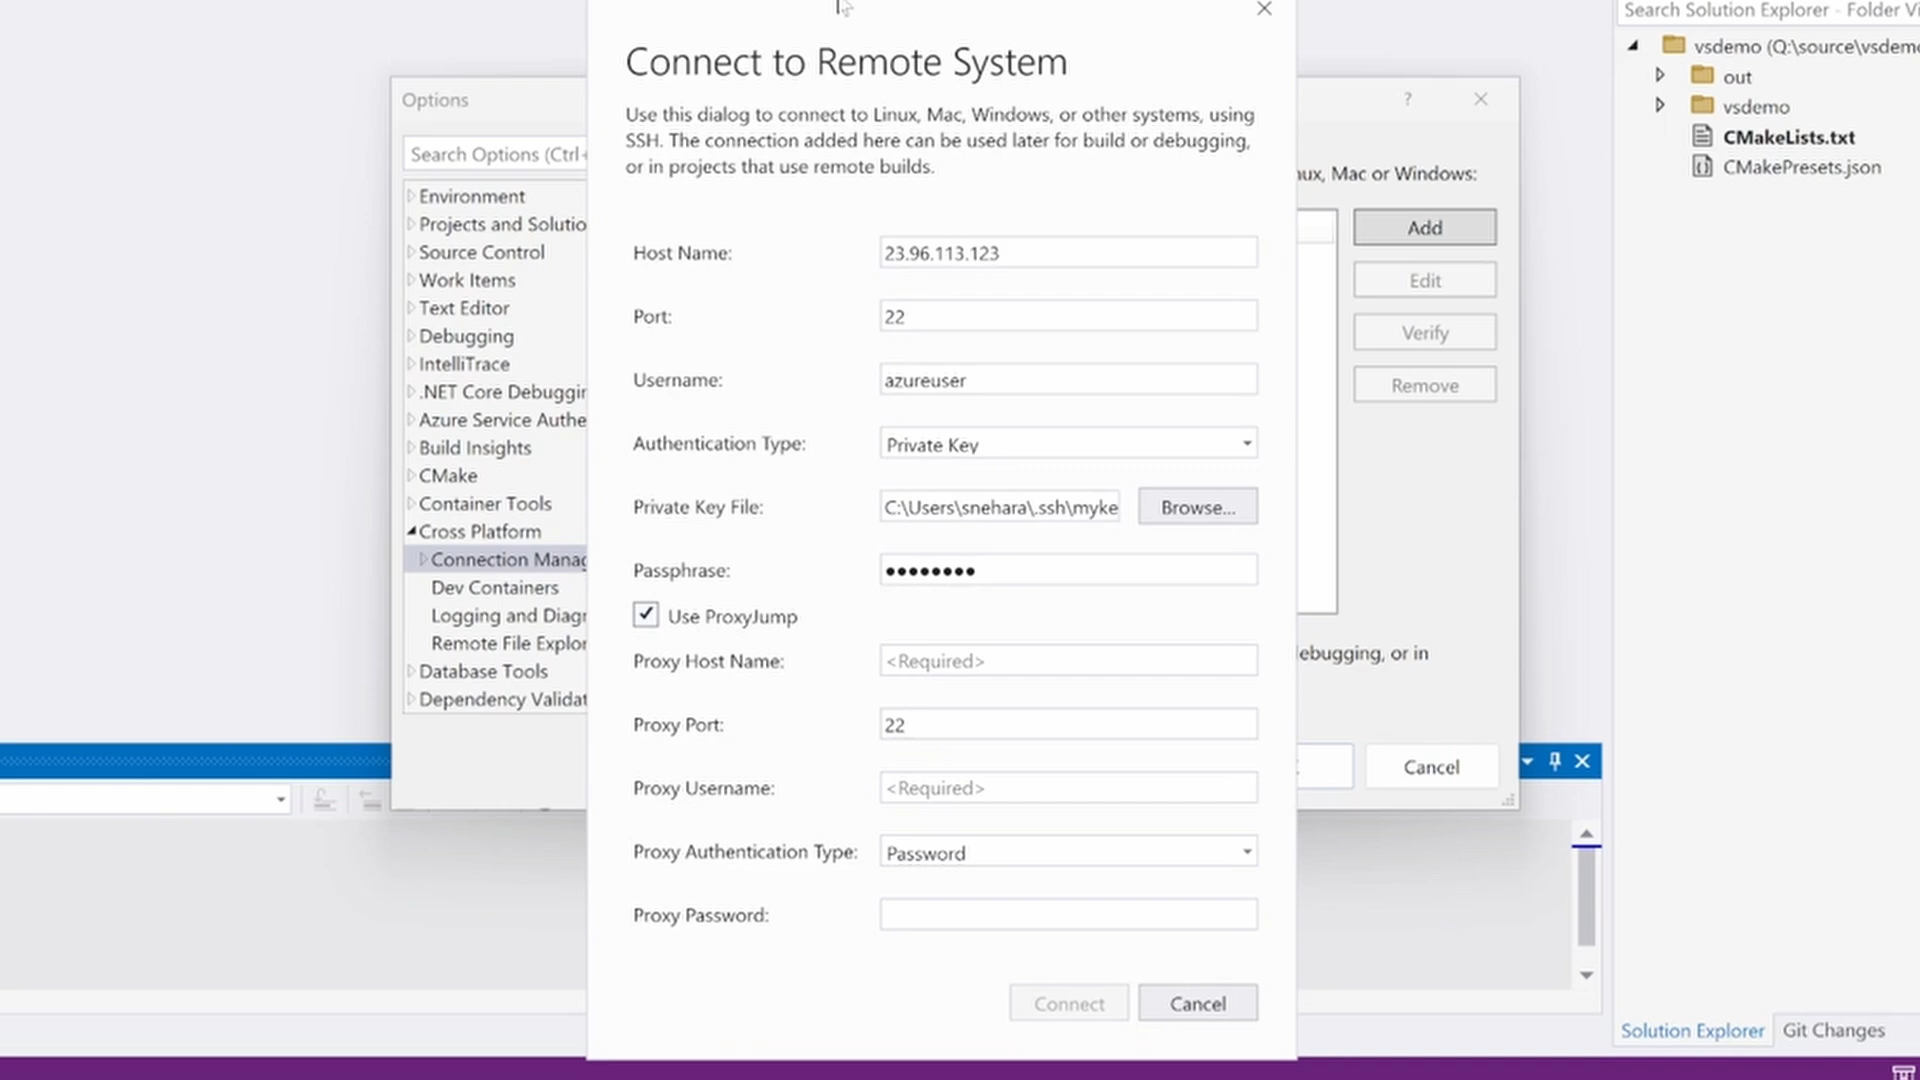 Connect to Remote System
Use this dialog to connect to Linux, Mac, Windows, or other systems, using
SSH. The connection added here can be used later for build or debugging,
or in projects that use remote builds.
Host Name: 23.96.113.123
Port: 22
Username: azureuser
Authentication Type: Private Key
Private Key File: C:\Users\snehara\.ssh\myke Browse...
Passphrase: ••••••••
Use ProxyJump
Proxy Host Name: <Required>
Proxy Port: 22
Proxy Username: <Required>
Proxy Authentication Type: Password
Proxy Password:
Connect Cancel
Options
Search Options (Ctrl+
Environment
Projects and Solutio
Source Control
Work Items
Text Editor
Debugging
IntelliTrace
.NET Core Debuggin
Azure Service Authe
Build Insights
CMake
Container Tools
Cross Platform
Connection Manag
Dev Containers
Logging and Diagn
Remote File Explor
Database Tools
Dependency Validat
?
nux, Mac or Windows:
Add
Edit
Verify
Remove
ebugging, or in
Cancel
Search Solution Explorer - Folder Vi
vsdemo (Q:\source\vsdemo
out
vsdemo
CMakeLists.txt
CMakePresets.json
Solution Explorer Git Changes